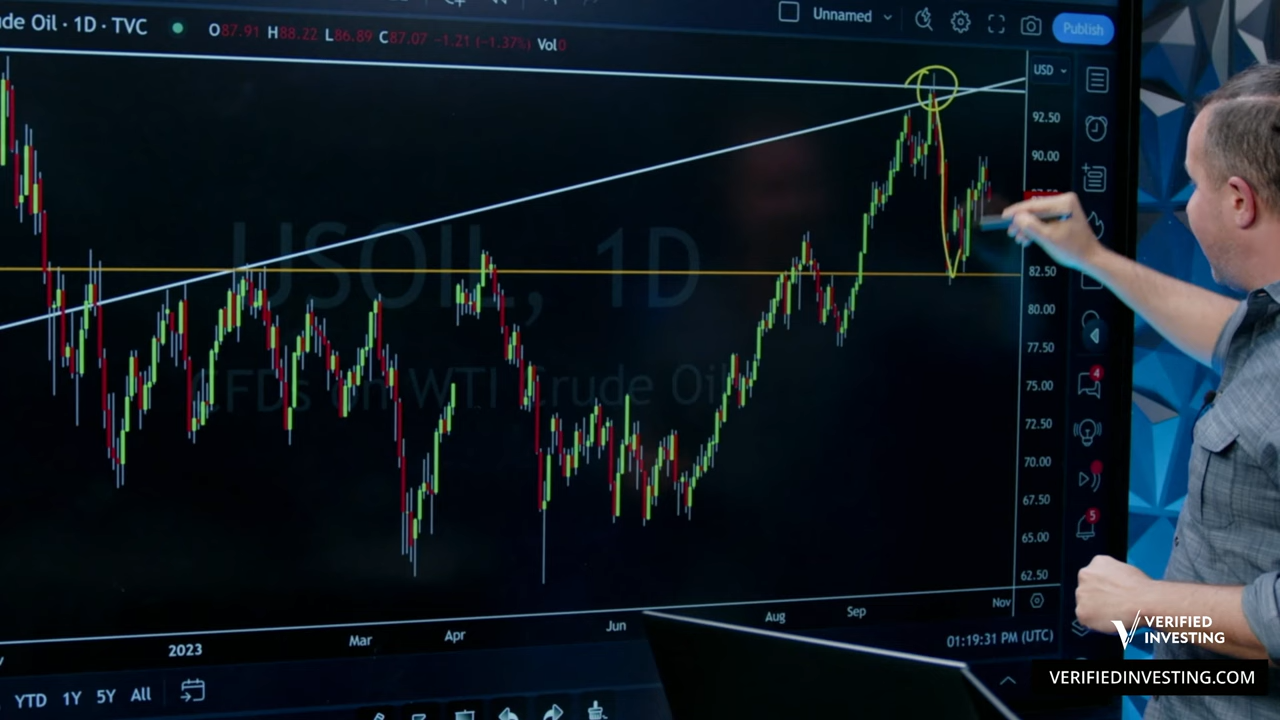 de Oil · 1D · TVC
O87.91 H88.22 L86.89 C87.07 -1.21 (-1.37%) Vol0
Unnamed
Publish
USD
92.50
90.00
82.50
80.00
77.50
75.00
72.50
70.00
67.50
65.00
62.50
USOIL, 1D
CFDs on WTI Crude Oil
4
5
2023
Mar
Apr
Jun
Aug
Sep
Nov
01:19:31 PM (UTC)
YTD 1Y 5Y All
VERIFIED
INVESTING
VERIFIEDINVESTING.COM